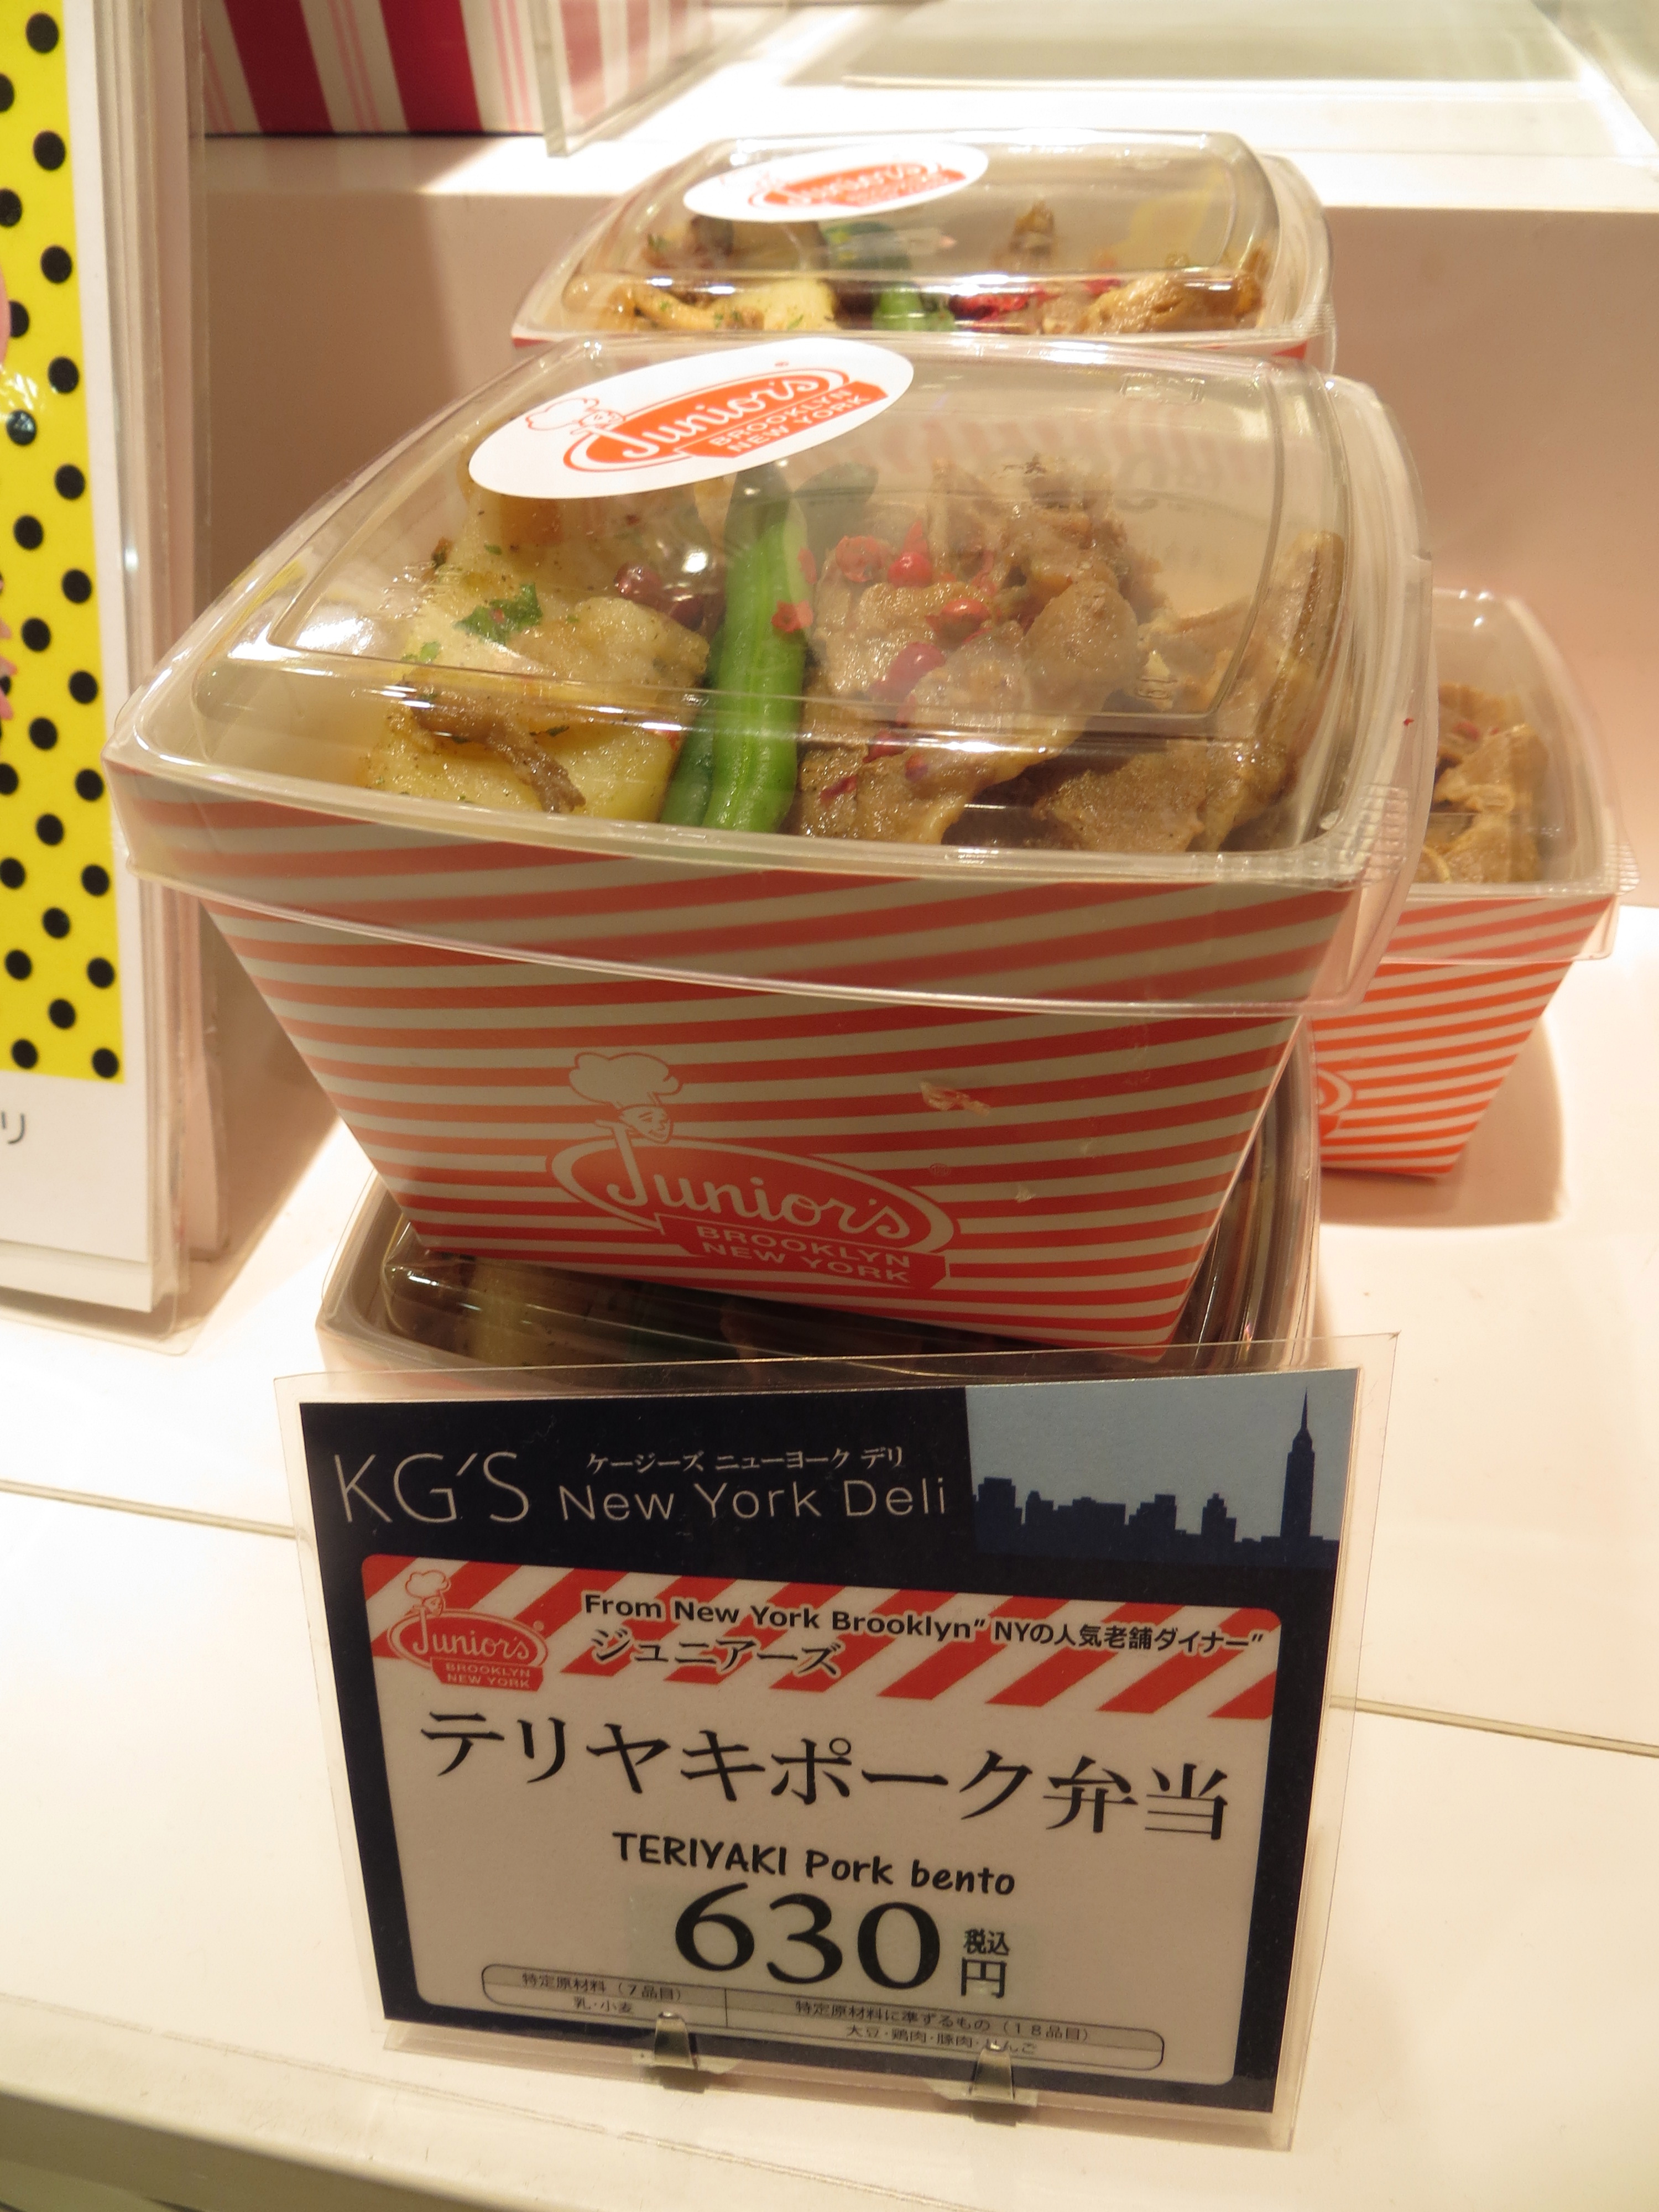 Junior's
BROOKLYN
NEW YORK
Junior's
BROOKLYN
NEW YORK
リ
KG'S
ケージーズ ニューヨーク デリ
New York Deli
Junior's
BROOKLYN
NEW YORK
From New York Brooklyn" NYの人気老舗ダイナー"
ジュニアーズ
テリヤキポーク弁当
TERIYAKI Pork bento
630 税込 円
特定原材料（7品目）
乳・小麦
特定原材料に準ずるもの（18品目）
大豆・鶏肉・豚肉・りんご